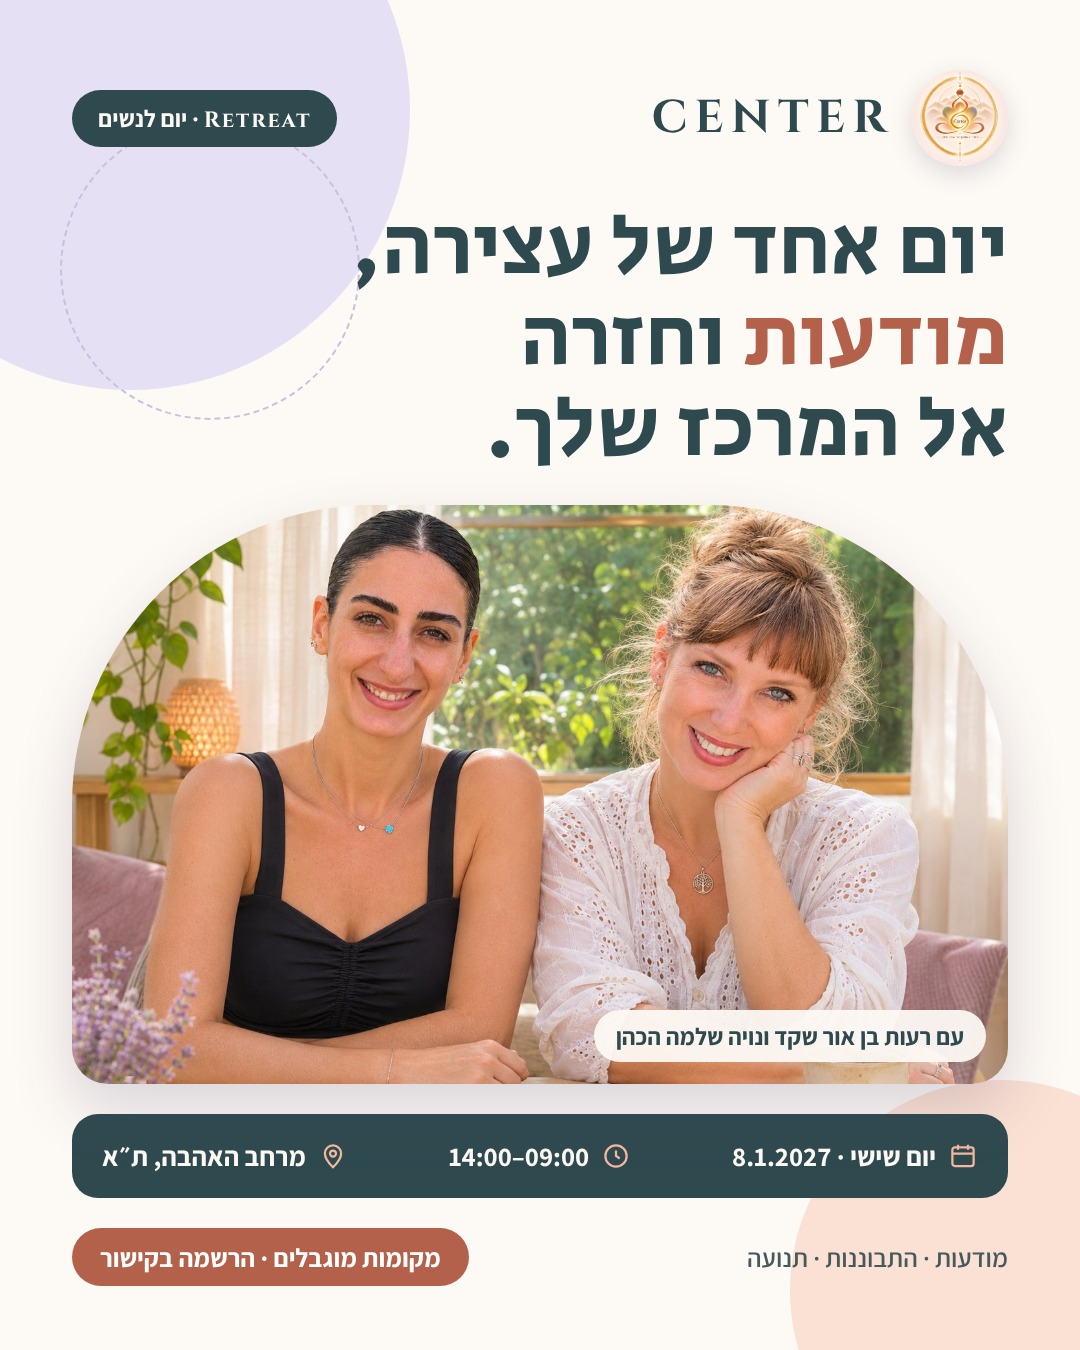 CENTER
יום לנשים · RETREAT
יום אחד של עצירה,
מודעות וחזרה
אל המרכז שלך.
עם רעות בן אור שקד ונויה שלמה הכהן
יום שישי · 8.1.2027
14:00–09:00
מרחב האהבה, ת״א
מודעות · התבוננות · תנועה
מקומות מוגבלים · הרשמה בקישור